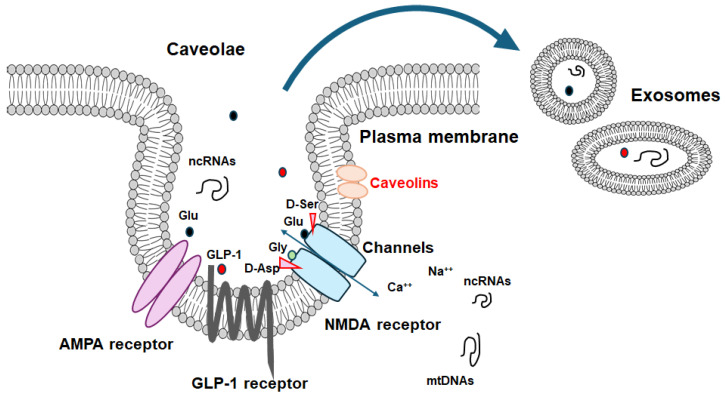 Caveolae
Exosomes
Plasma membrane
ncRNAs
Caveolins
D-Ser
Glu
Glu
Channels
Gly
GLP-1
D-Asp
Na⁺⁺
Ca⁺⁺
ncRNAs
NMDA receptor
AMPA receptor
GLP-1 receptor
mtDNAs